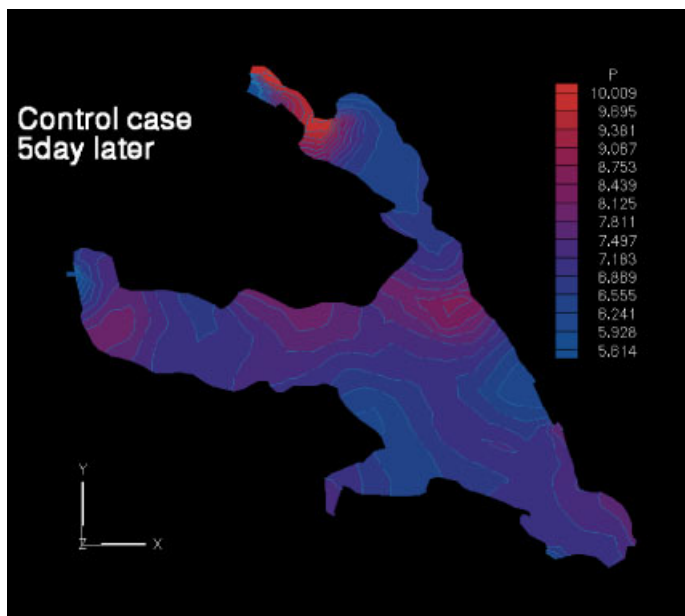 Control case
5day later
P
10.009
9.695
9.381
9.067
8.753
8.439
8.125
7.811
7.497
7.183
6.869
6.555
6.241
5.928
5.614
Y
Z
X